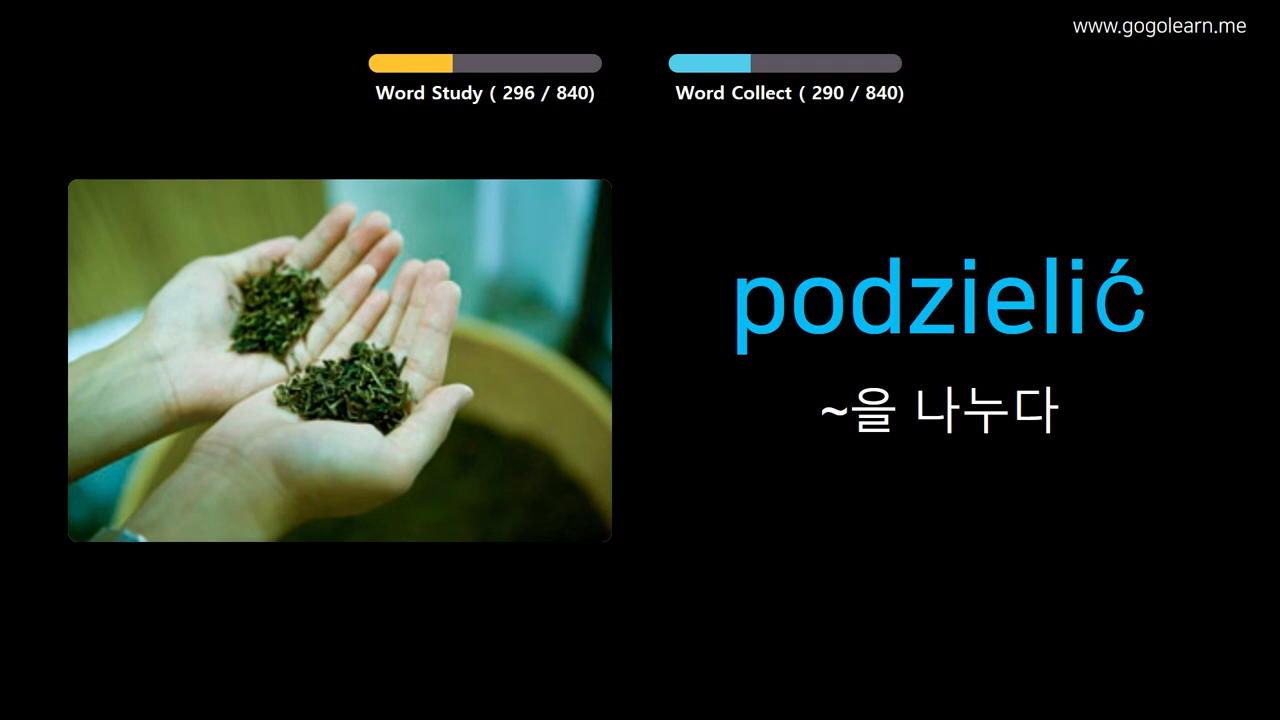 www.gogolearn.me
Word Study ( 296 / 840)
Word Collect ( 290 / 840)
podzielić
~을 나누다